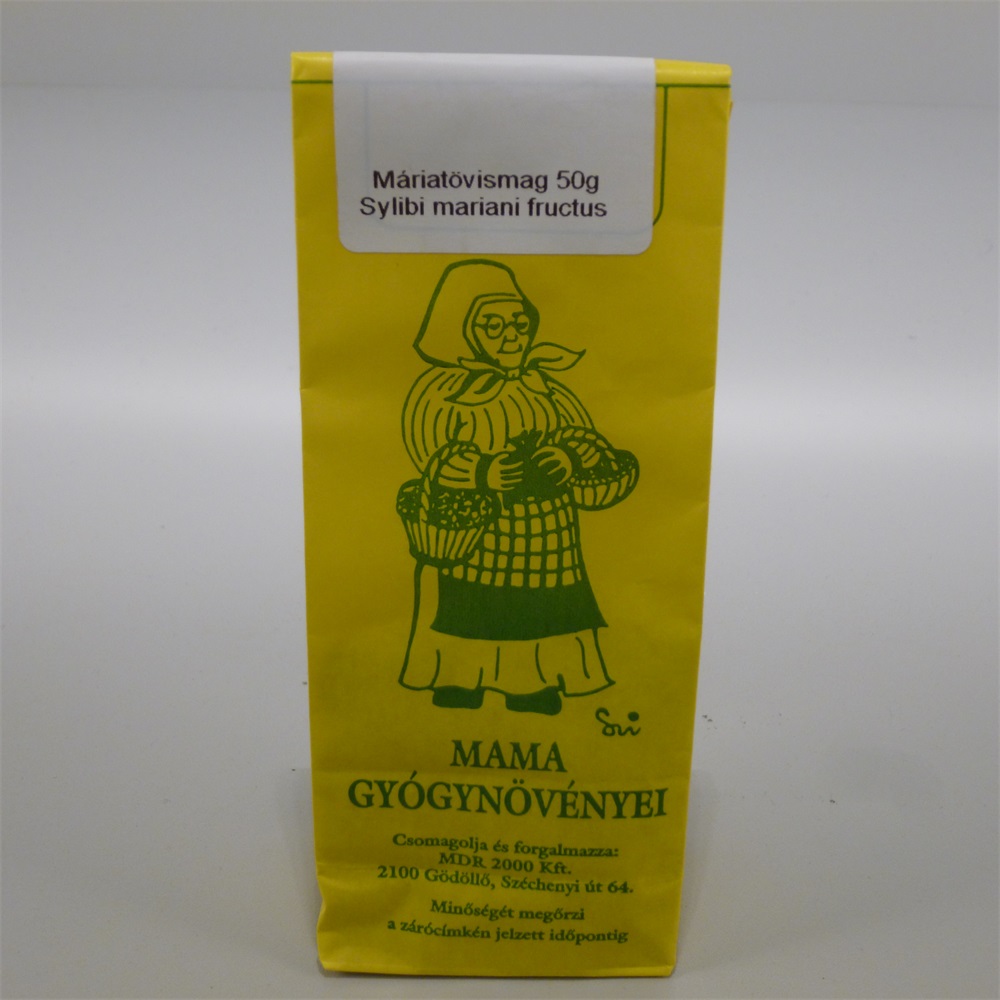 Máriatövismag 50g
Sylibi mariani fructus
Sri
MAMA
GYÓGYNÖVÉNYEI
Csomagolja és forgalmazza:
MDR 2000 Kft.
2100 Gödöllő, Széchenyi út 64.
Minőségét megőrzi
a zárócímkén jelzett időpontig